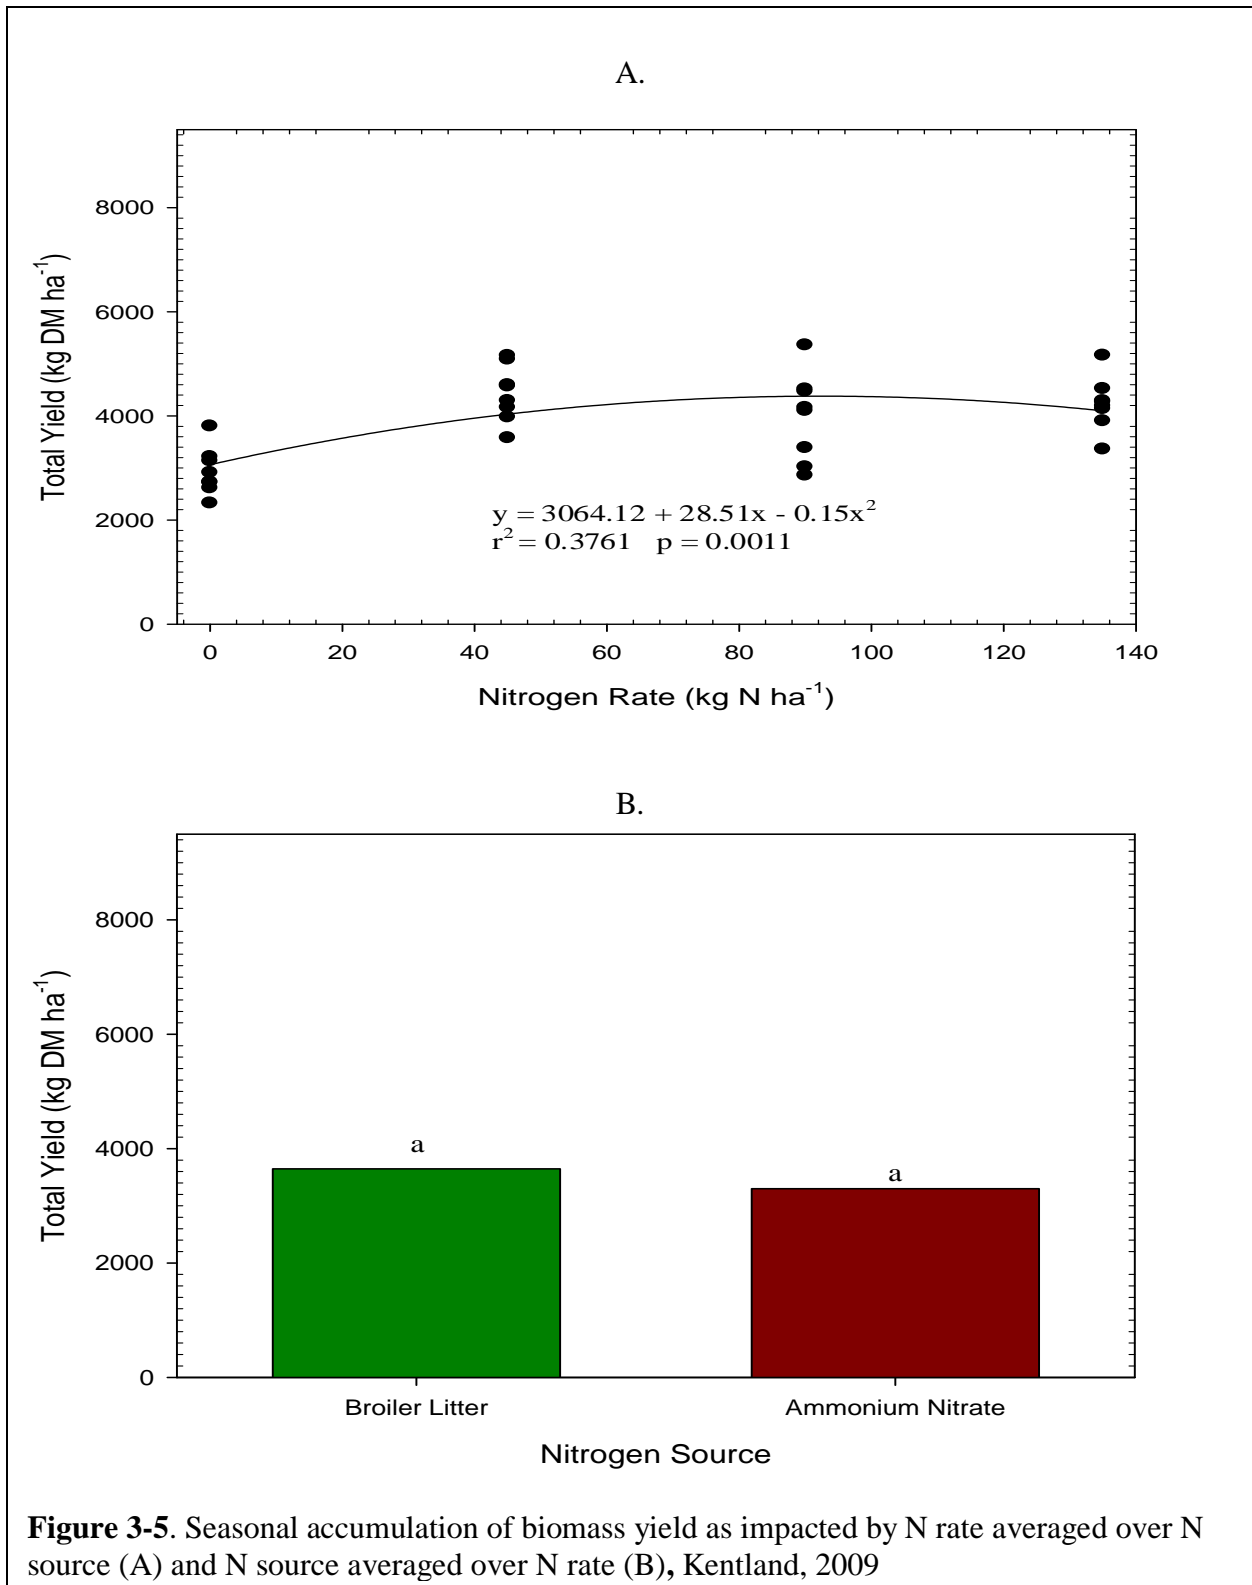 A.
8000
6000
4000
2000
0
Total Yield (kg DM ha⁻¹)
y = 3064.12 + 28.51x - 0.15x²
r² = 0.3761 p = 0.0011
0 20 40 60 80 100 120 140
Nitrogen Rate (kg N ha⁻¹)
B.
8000
6000
4000
2000
0
Total Yield (kg DM ha⁻¹)
a
a
Broiler Litter Ammonium Nitrate
Nitrogen Source
Figure 3-5. Seasonal accumulation of biomass yield as impacted by N rate averaged over N
source (A) and N source averaged over N rate (B), Kentland, 2009